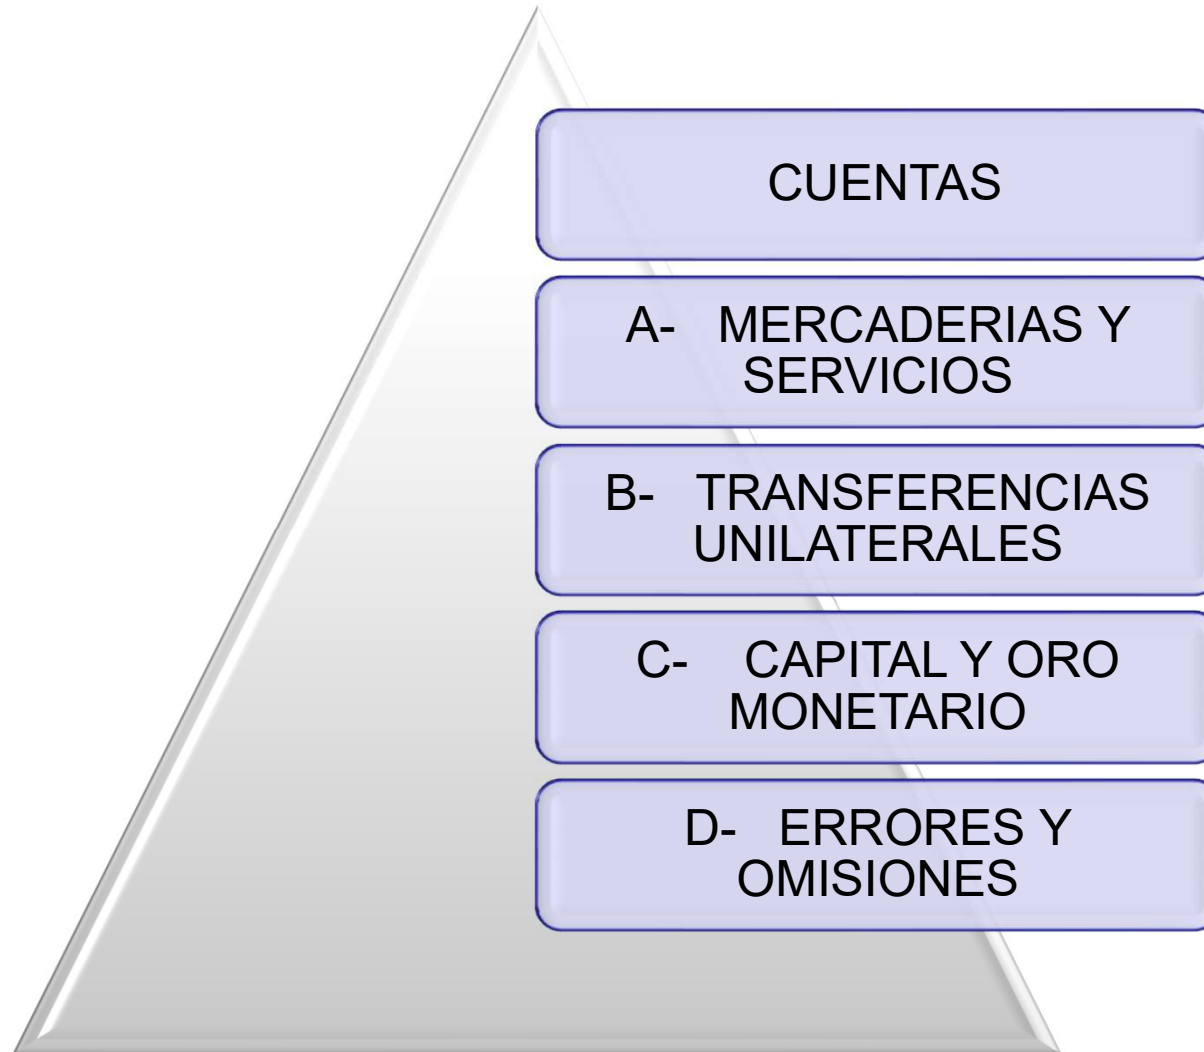 CUENTAS
A- MERCADERIAS Y
SERVICIOS
B- TRANSFERENCIAS
UNILATERALES
C- CAPITAL Y ORO
MONETARIO
D- ERRORES Y
OMISIONES